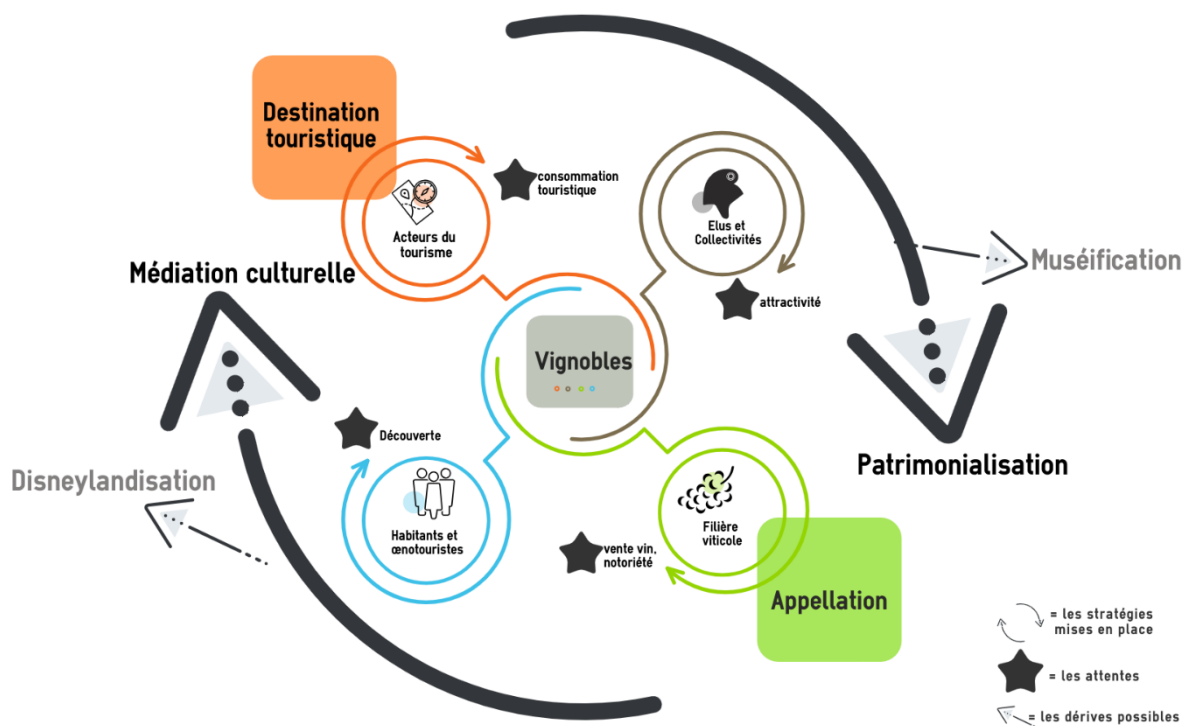 Destination
touristique
consommation
touristique
Acteurs du
tourisme
Elus et
Collectivités
Muséification
Médiation culturelle
attractivité
Vignobles
Découverte
Patrimonialisation
Disneylandisation
Habitants et
œnotouristes
Filière
viticole
vente vin,
notoriété
Appellation
= les stratégies
mises en place
= les attentes
= les dérives possibles